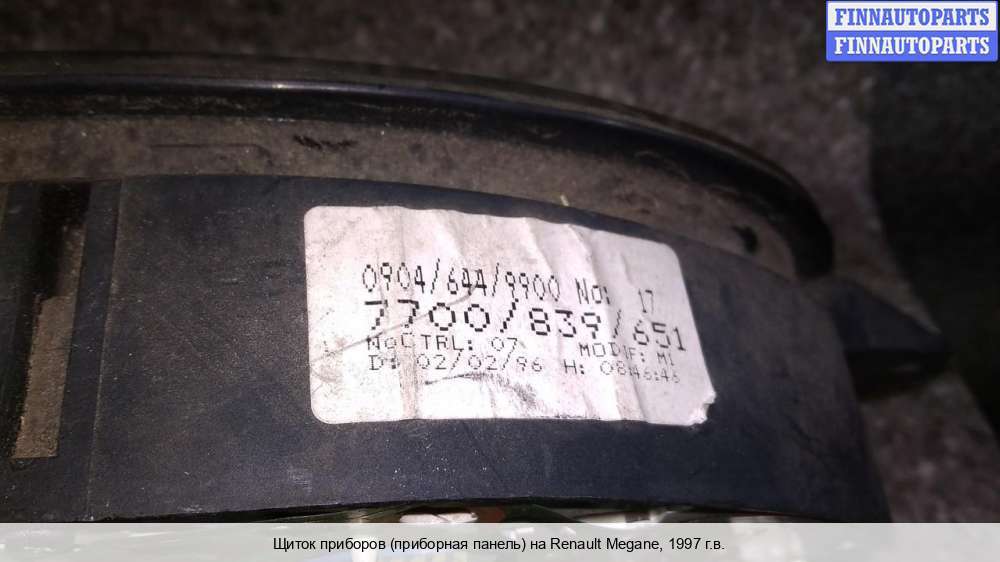 FINNAUTOPARTS
FINNAUTOPARTS
0904/644/9900 No: 17
7700/839/651
NoCTRL: 07 MODIF: M1
D: 02/02/96 H: 08:46:46
Щиток приборов (приборная панель) на Renault Megane, 1997 г.в.